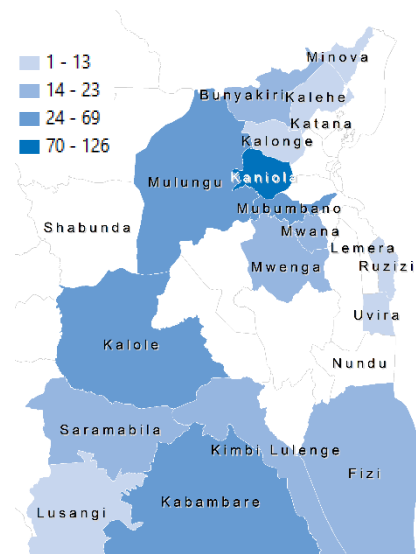 1 - 13
14 - 23
24 - 69
70 - 126
Minova
Bunyakiri
Kalehe
Katana
Kalonge
Kaniola
Mulungu
Mubumbano
Shabunda
Mwana
Lemera
Mwenga
Ruzizi
Uvira
Kalole
Nundu
Saramabila
Kimbi Lulenge
Fizi
Kabambare
Lusangi